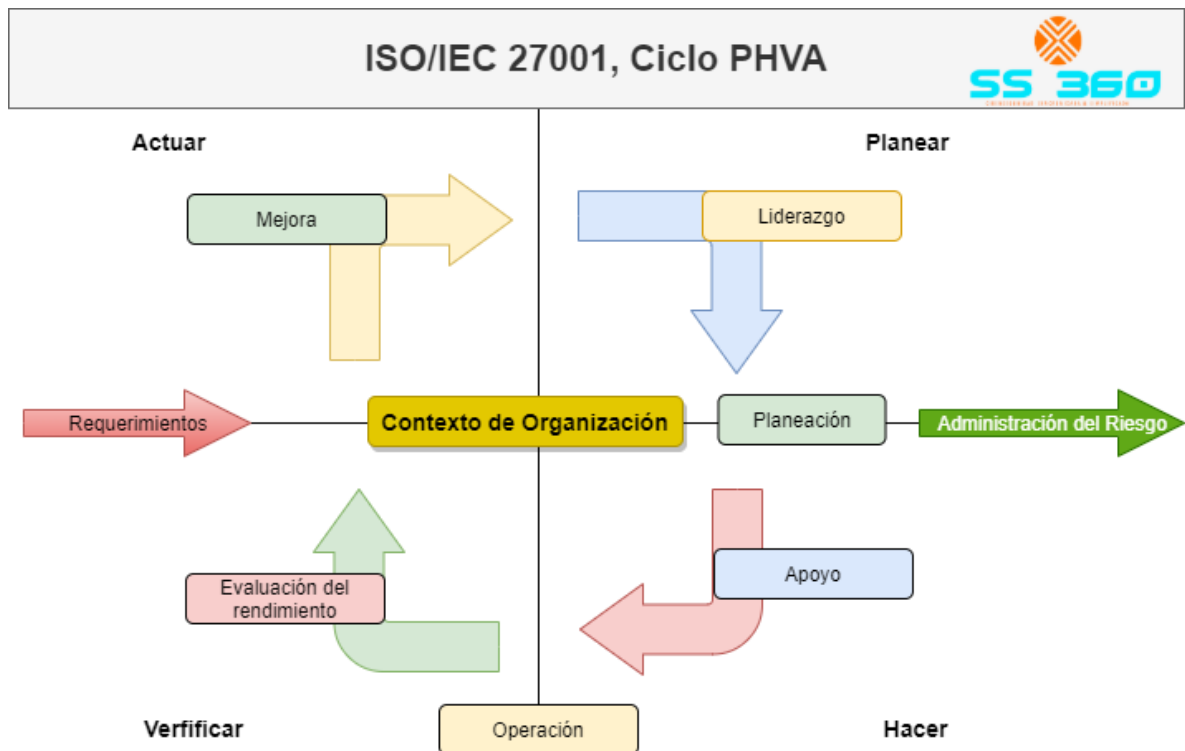 ISO/IEC 27001, Ciclo PHVA
SS 360
Actuar
Planear
Mejora
Liderazgo
Requerimientos
Contexto de Organización
Planeación
Administración del Riesgo
Evaluación del
rendimiento
Apoyo
Verfificar
Operación
Hacer